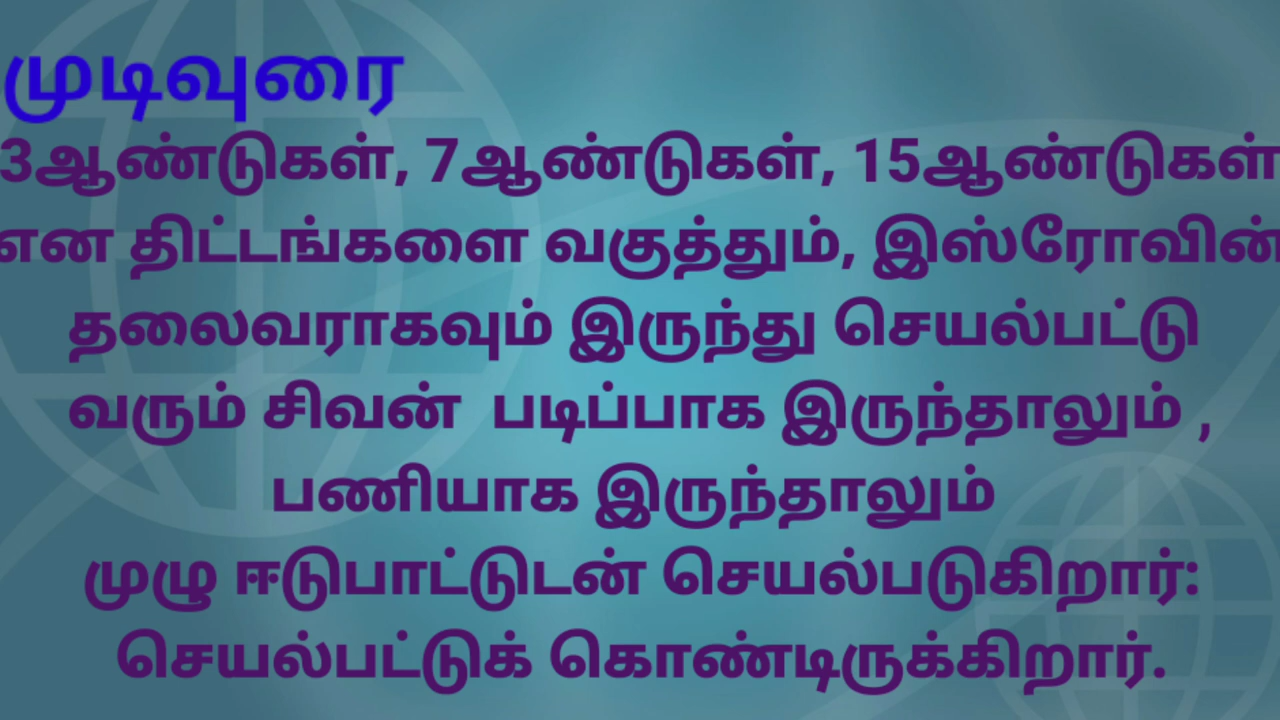 முடிவுரை
3ஆண்டுகள், 7ஆண்டுகள், 15ஆண்டுகள்
என திட்டங்களை வகுத்தும், இஸ்ரோவின்
தலைவராகவும் இருந்து செயல்பட்டு
வரும் சிவன் படிப்பாக இருந்தாலும் ,
பணியாக இருந்தாலும்
முழு ஈடுபாட்டுடன் செயல்படுகிறார்:
செயல்பட்டுக் கொண்டிருக்கிறார்.